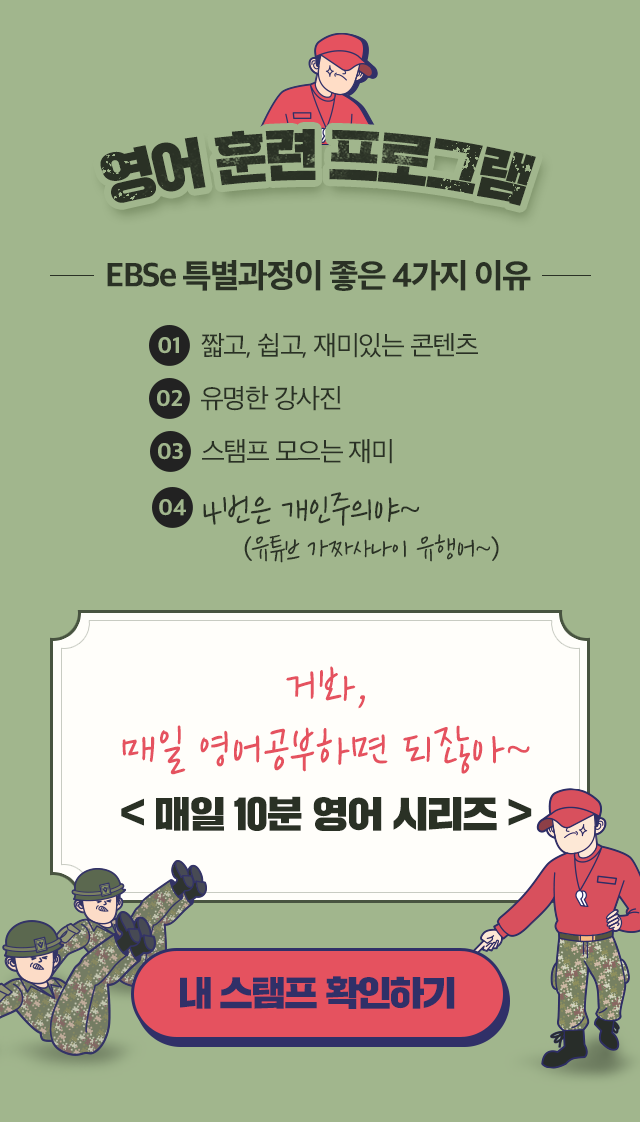 영어 훈련 프로그램
EBSe 특별과정이 좋은 4가지 이유
01 짧고, 쉽고, 재미있는 콘텐츠
02 유명한 강사진
03 스탬프 모으는 재미
04 4번은 개인주의야~
(유튜브 가짜사나이 유행어~)
거봐,
매일 영어공부하면 되잖아~
< 매일 10분 영어 시리즈 >
내 스탬프 확인하기